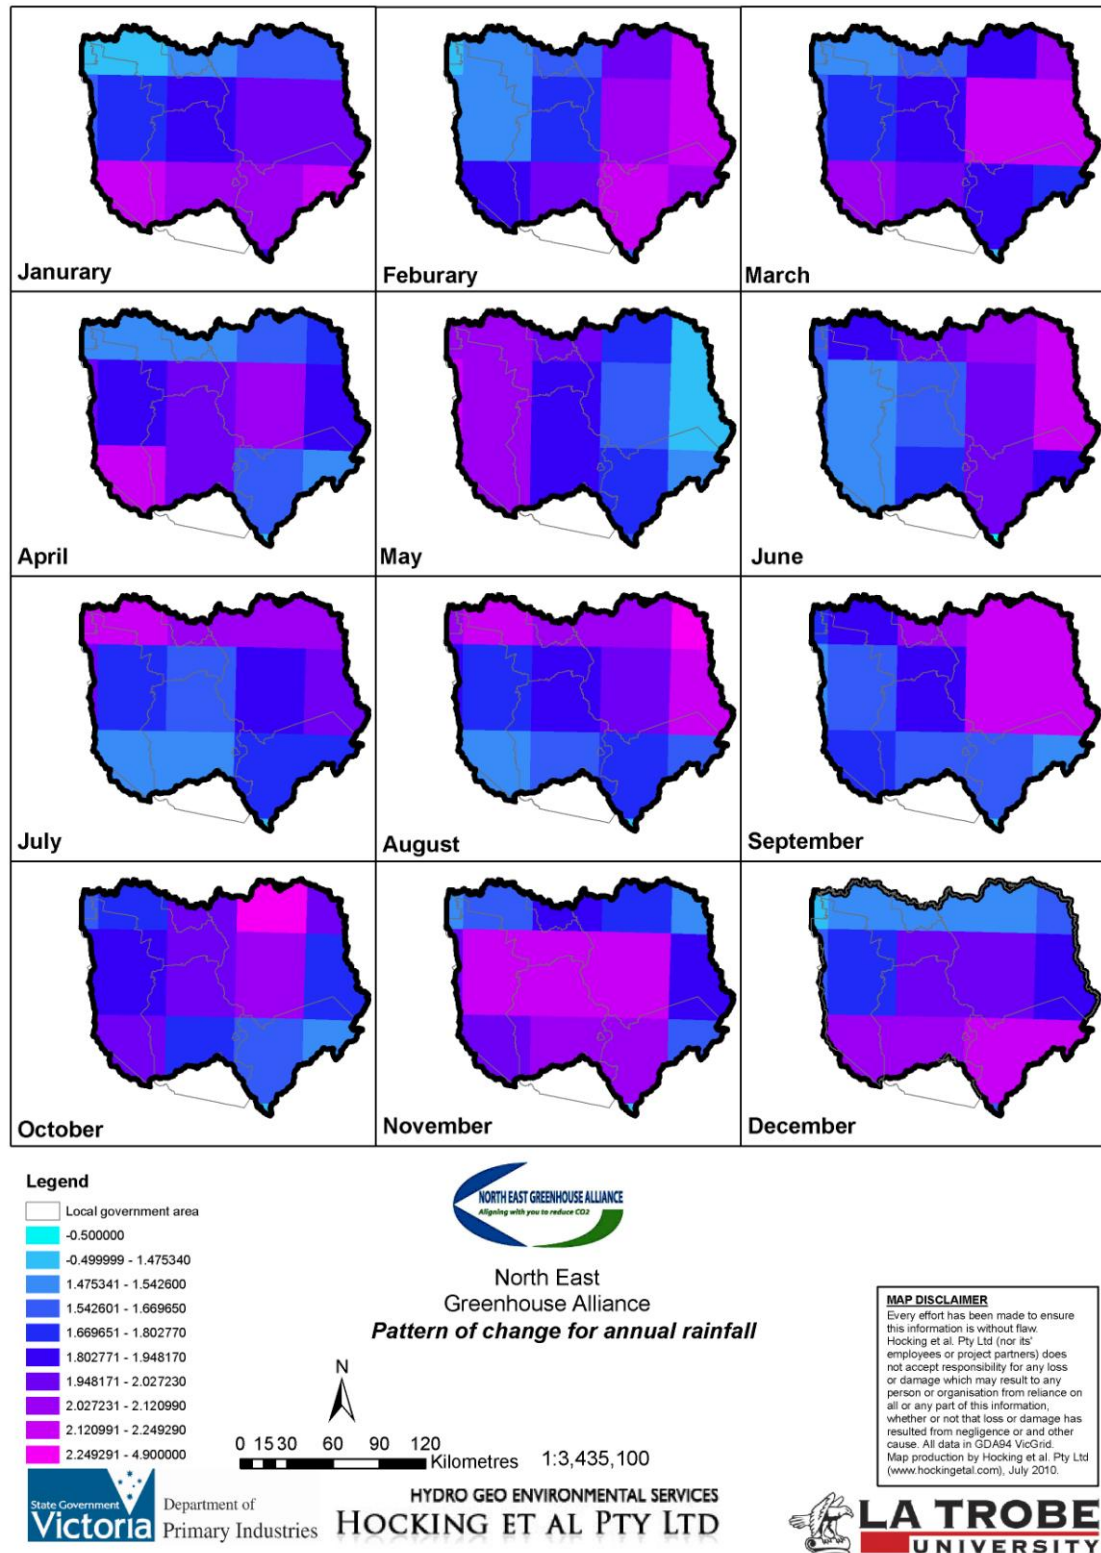 Janurary
Feburary
March
April
May
June
July
August
September
October
November
December
Legend
Local government area
-0.500000
-0.499999 - 1.475340
1.475341 - 1.542600
1.542601 - 1.669650
1.669651 - 1.802770
1.802771 - 1.948170
1.948171 - 2.027230
2.027231 - 2.120990
2.120991 - 2.249290
2.249291 - 4.900000
NORTH EAST GREENHOUSE ALLIANCE
Aligning with you to reduce CO2
North East
Greenhouse Alliance
Pattern of change for annual rainfall
N
0 15 30 60 90 120
Kilometres
1:3,435,100
MAP DISCLAIMER
Every effort has been made to ensure
this information is without flaw.
Hocking et al. Pty Ltd (nor its'
employees or project partners) does
not accept responsibility for any loss
or damage which may result to any
person or organisation from reliance on
all or any part of this information,
whether or not that loss or damage has
resulted from negligence or and other
cause. All data in GDA94 VicGrid.
Map production by Hocking et al. Pty Ltd
(www.hockingetal.com), July 2010.
State Government
Victoria
Department of
Primary Industries
HYDRO GEO ENVIRONMENTAL SERVICES
HOCKING ET AL PTY LTD
LA TROBE
UNIVERSITY